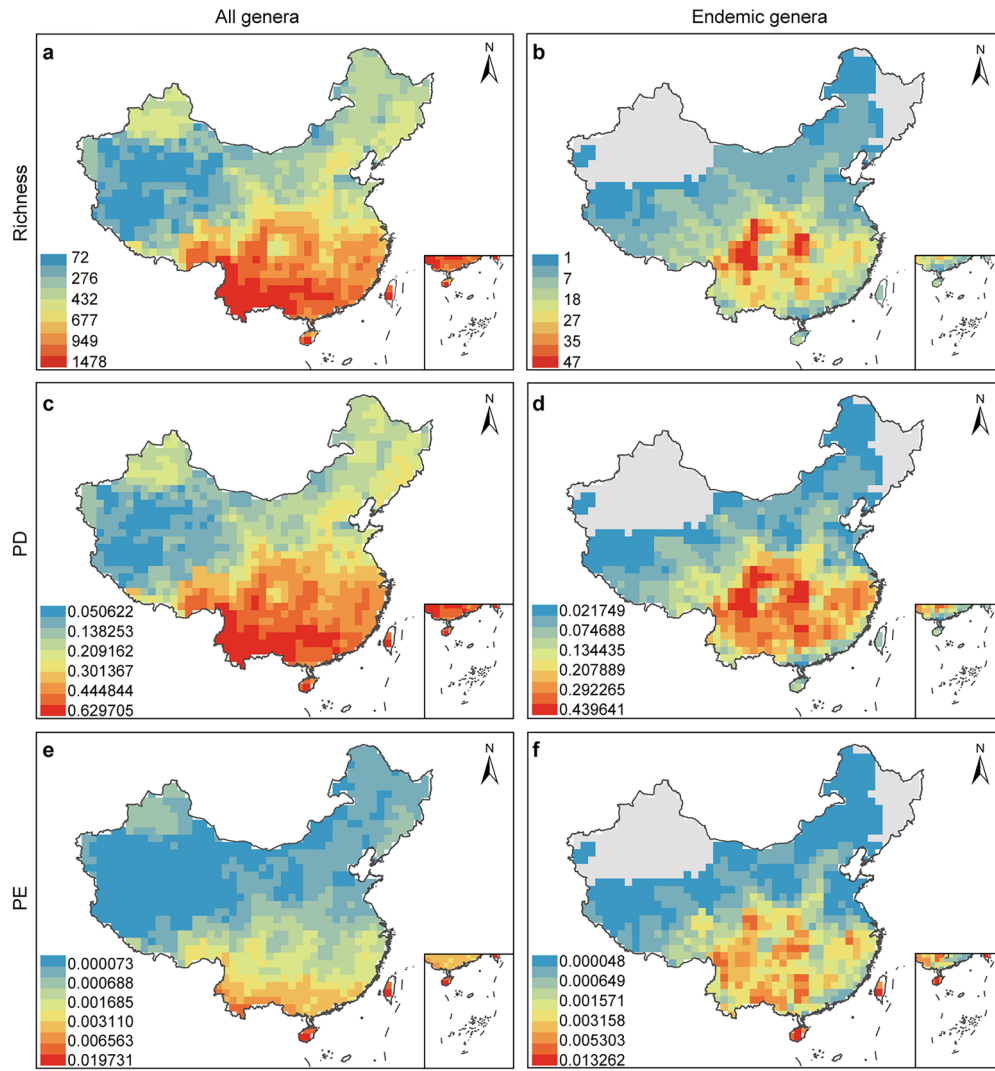 All genera
Endemic genera
Richness
a
N
72
276
432
677
949
1478
b
N
1
7
18
27
35
47
PD
c
N
0.050622
0.138253
0.209162
0.301367
0.444844
0.629705
d
N
0.021749
0.074688
0.134435
0.207889
0.292265
0.439641
PE
e
N
0.000073
0.000688
0.001685
0.003110
0.006563
0.019731
f
N
0.000048
0.000649
0.001571
0.003158
0.005303
0.013262